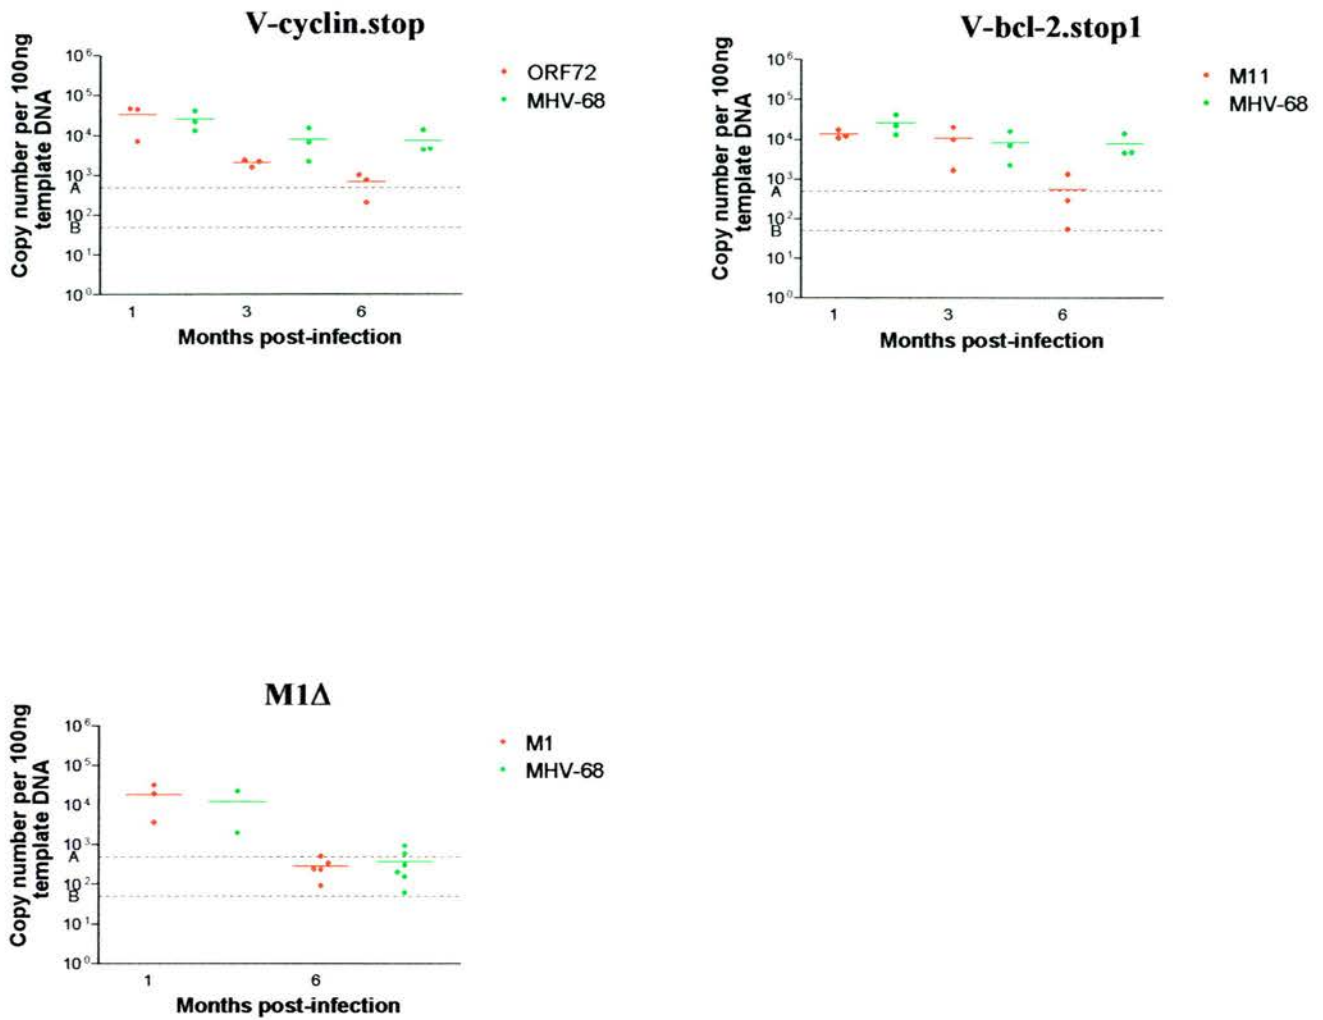 V-cyclin.stop
Copy number per 100ng
template DNA
10⁶
10⁵
10⁴
10³
A
10²
B
10¹
10⁰
1 3 6
Months post-infection
ORF72
MHV-68
V-bcl-2.stop1
Copy number per 100ng
template DNA
10⁶
10⁵
10⁴
10³
A
10²
B
10¹
10⁰
1 3 6
Months post-infection
M11
MHV-68
M1Δ
Copy number per 100ng
template DNA
10⁶
10⁵
10⁴
10³
A
10²
B
10¹
10⁰
1 6
Months post-infection
M1
MHV-68